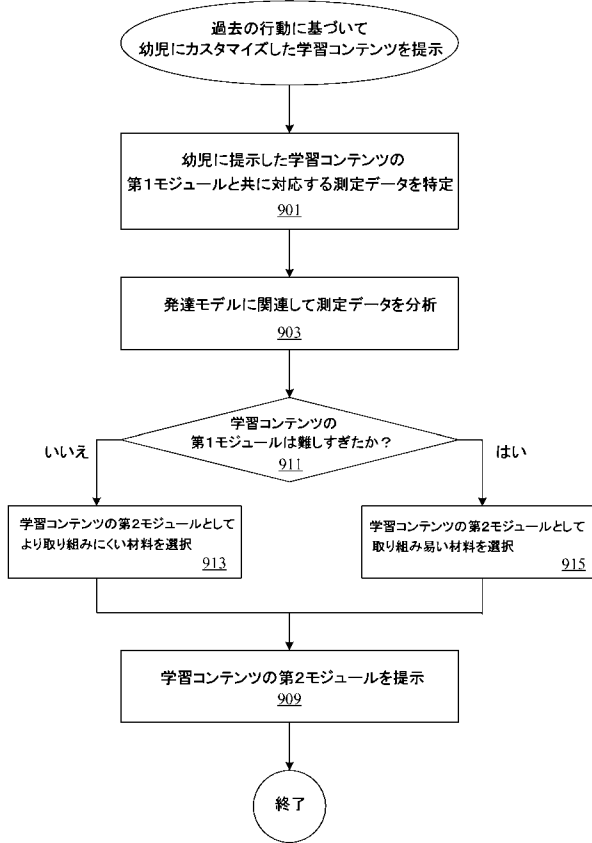 過去の行動に基づいて
幼児にカスタマイズした学習コンテンツを提示
幼児に提示した学習コンテンツの
第1モジュールと共に対応する測定データを特定
901
発達モデルに関連して測定データを分析
903
学習コンテンツの
第1モジュールは難しすぎたか？
911
いいえ
はい
学習コンテンツの第2モジュールとして
より取り組みにくい材料を選択
913
学習コンテンツの第2モジュールとして
取り組み易い材料を選択
915
学習コンテンツの第2モジュールを提示
909
終了